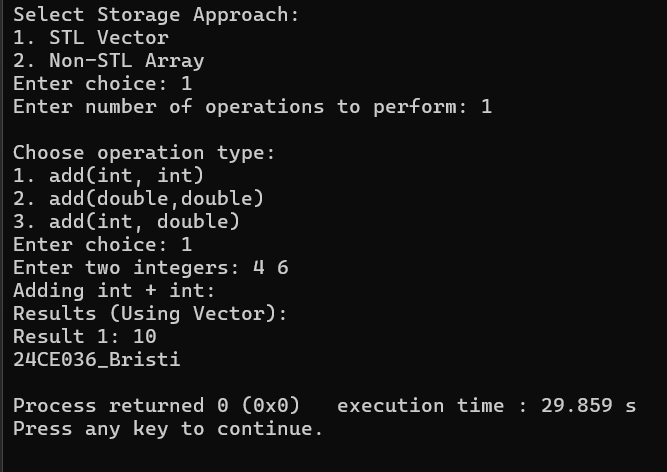 Select Storage Approach:
1. STL Vector
2. Non-STL Array
Enter choice: 1
Enter number of operations to perform: 1
Choose operation type:
1. add(int, int)
2. add(double,double)
3. add(int, double)
Enter choice: 1
Enter two integers: 4 6
Adding int + int:
Results (Using Vector):
Result 1: 10
24CE036_Bristi
Process returned 0 (0x0)   execution time : 29.859 s
Press any key to continue.